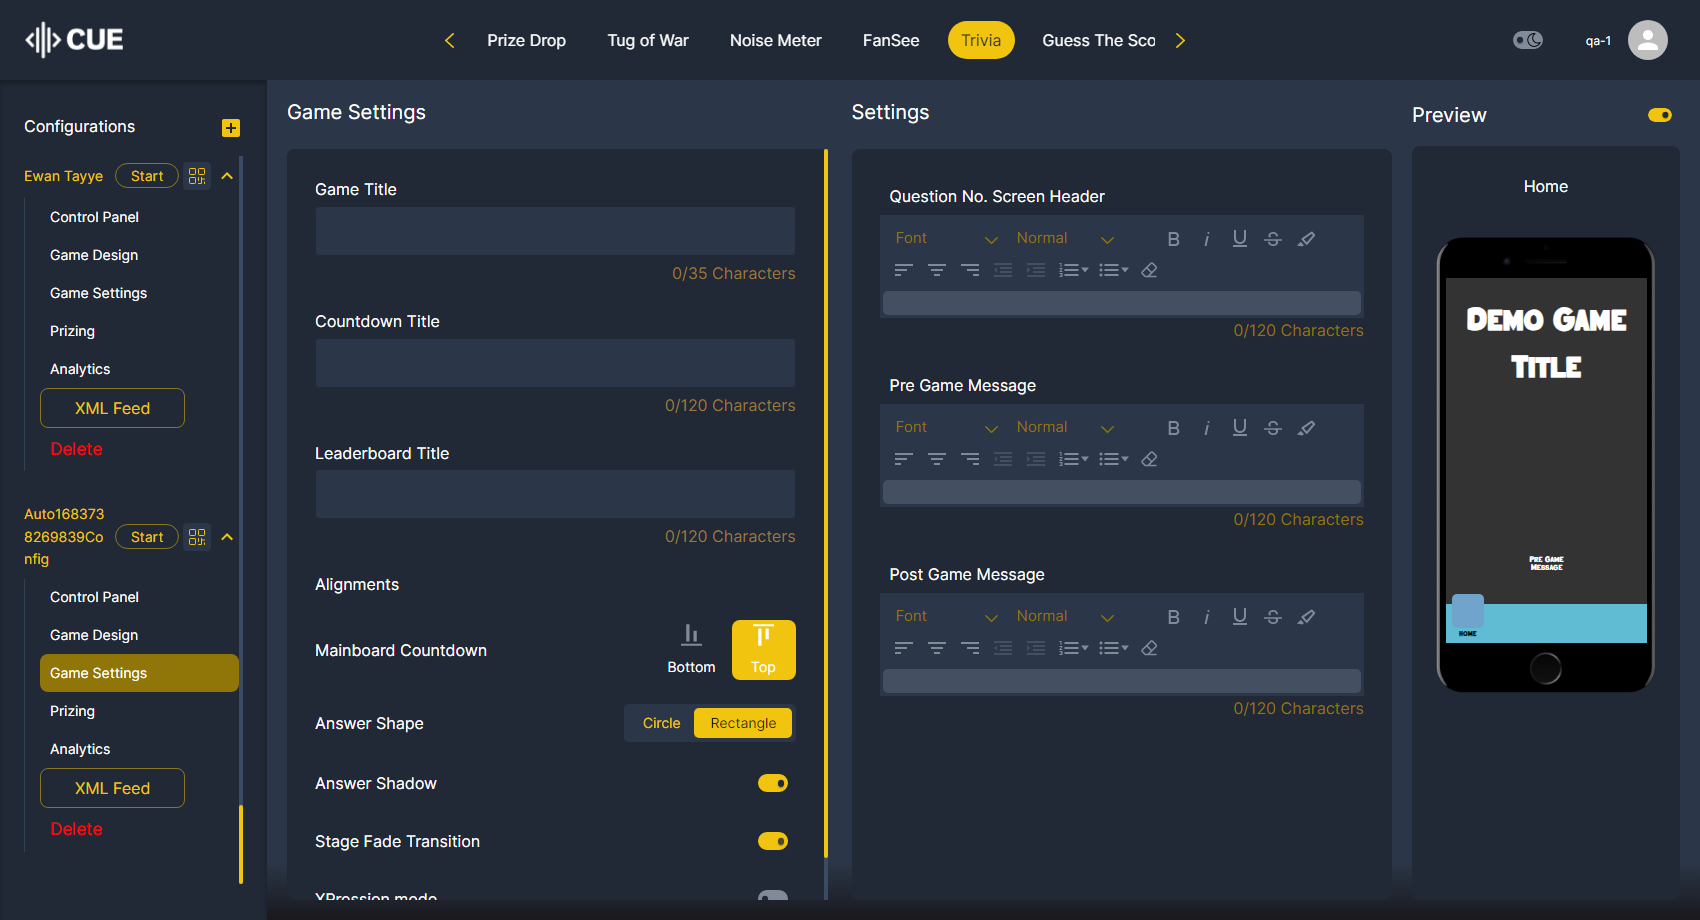 CUE
Prize Drop
Tug of War
Noise Meter
FanSee
Trivia
Guess The Sco
qa-1
Configurations
Ewan Tayye
Start
Control Panel
Game Design
Game Settings
Prizing
Analytics
XML Feed
Delete
Auto168373
8269839Co
nfig
Start
Control Panel
Game Design
Game Settings
Prizing
Analytics
XML Feed
Delete
Game Settings
Game Title
0/35 Characters
Countdown Title
0/120 Characters
Leaderboard Title
0/120 Characters
Alignments
Mainboard Countdown
Bottom
Top
Answer Shape
Circle
Rectangle
Answer Shadow
Stage Fade Transition
XPression mode
Settings
Question No. Screen Header
Font
Normal
B i U S
0/120 Characters
Pre Game Message
Font
Normal
B i U S
0/120 Characters
Post Game Message
Font
Normal
B i U S
0/120 Characters
Preview
Home
Demo Game
Title
Pre Game
Message
HOME